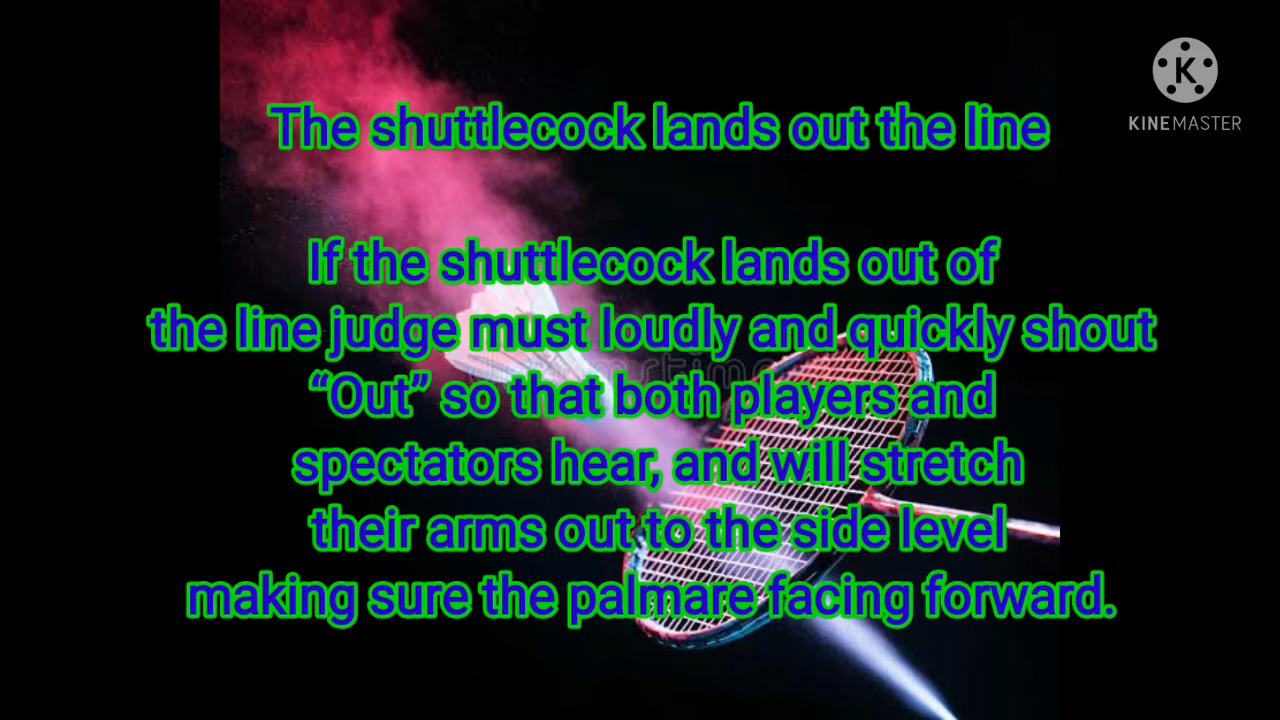 KINEMASTER
The shuttlecock lands out the line
If the shuttlecock lands out of
the line judge must loudly and quickly shout
“Out” so that both players and
spectators hear, and will stretch
their arms out to the side level
making sure the palmare facing forward.